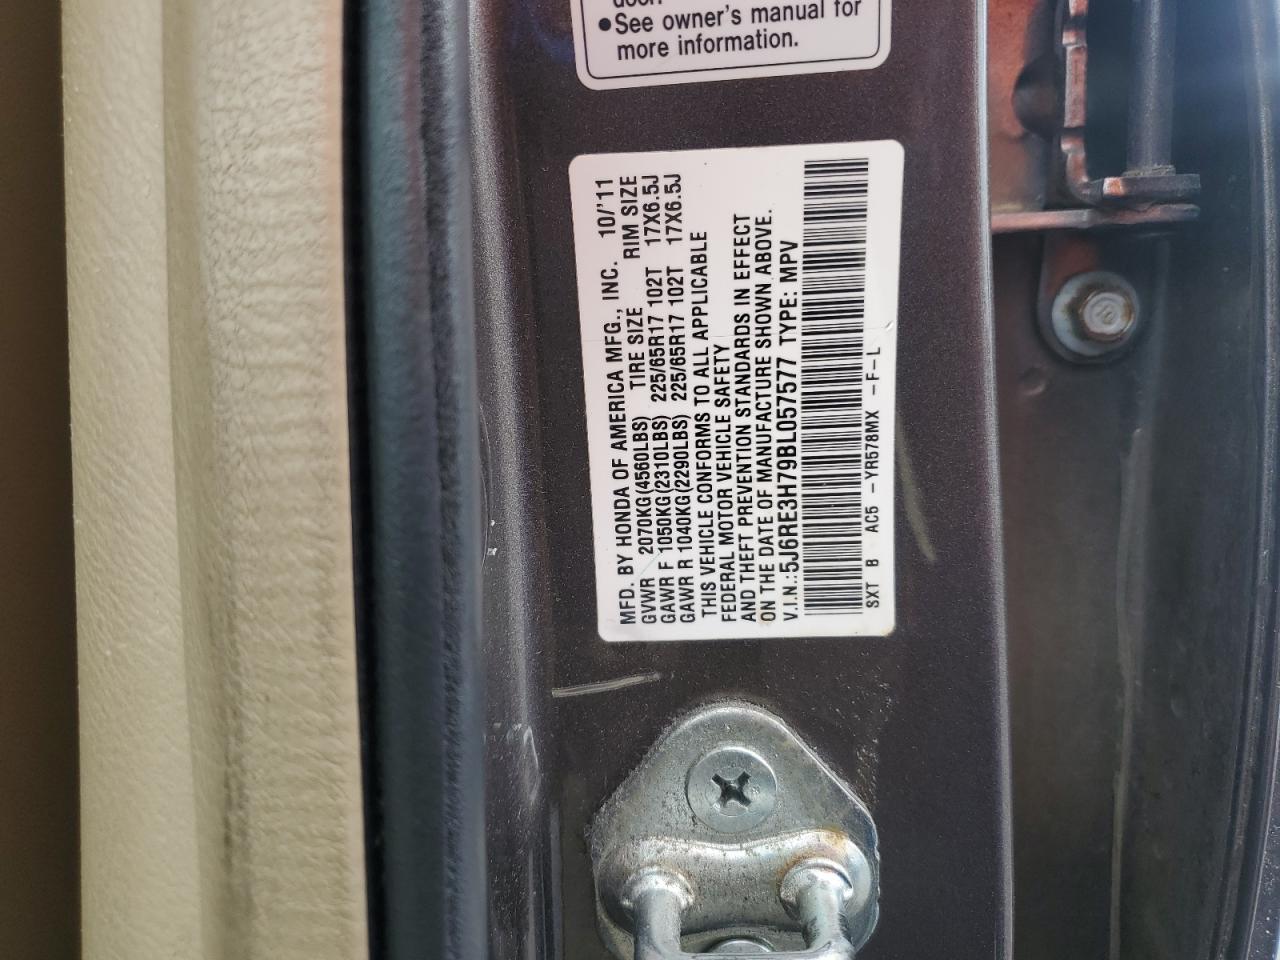 door.
●See owner's manual for
more information.
MFD. BY HONDA OF AMERICA MFG., INC. 10/'11
GVWR 2070KG(4560LBS) TIRE SIZE RIM SIZE
GAWR F 1050KG(2310LBS) 225/65R17 102T 17X6.5J
GAWR R 1040KG(2290LBS) 225/65R17 102T 17X6.5J
THIS VEHICLE CONFORMS TO ALL APPLICABLE
FEDERAL MOTOR VEHICLE SAFETY
AND THEFT PREVENTION STANDARDS IN EFFECT
ON THE DATE OF MANUFACTURE SHOWN ABOVE.
V.I.N.:5J6RE3H79BL057577 TYPE: MPV
SXT B AC5 -YR578MX -F-L